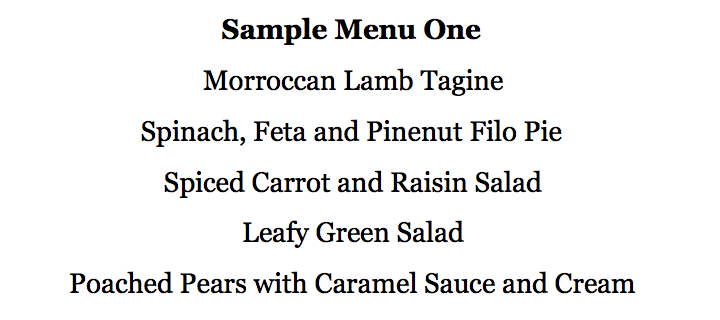 Sample Menu One
Morroccan Lamb Tagine
Spinach, Feta and Pinenut Filo Pie
Spiced Carrot and Raisin Salad
Leafy Green Salad
Poached Pears with Caramel Sauce and Cream